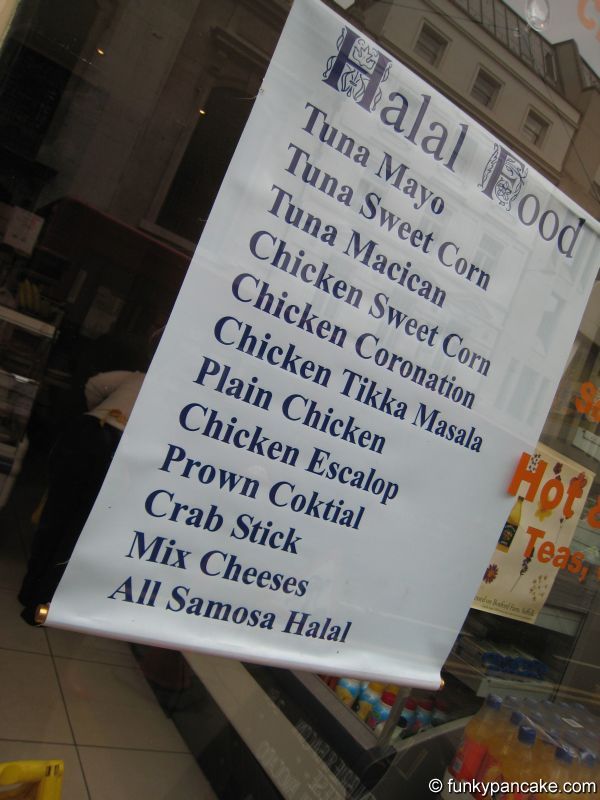 Halal Food
Tuna Mayo
Tuna Sweet Corn
Tuna Macican
Chicken Sweet Corn
Chicken Coronation
Chicken Tikka Masala
Plain Chicken
Chicken Escalop
Prown Coktial
Crab Stick
Mix Cheeses
All Samosa Halal
Hot &
Teas,
© funkypancake.com